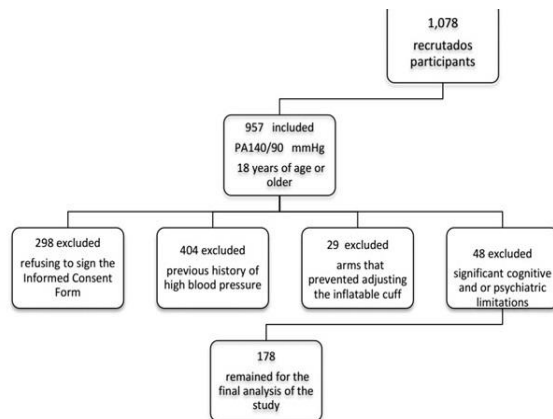 1,078
recrutados
participants
957 included
PA140/90 mmHg
18 years of age or
older
298 excluded
refusing to sign the
Informed Consent
Form
404 excluded
previous history of
high blood pressure
29 excluded
arms that
prevented adjusting
the inflatable cuff
48 excluded
significant cognitive
and or psychiatric
limitations
178
remained for the
final analysis of the
study